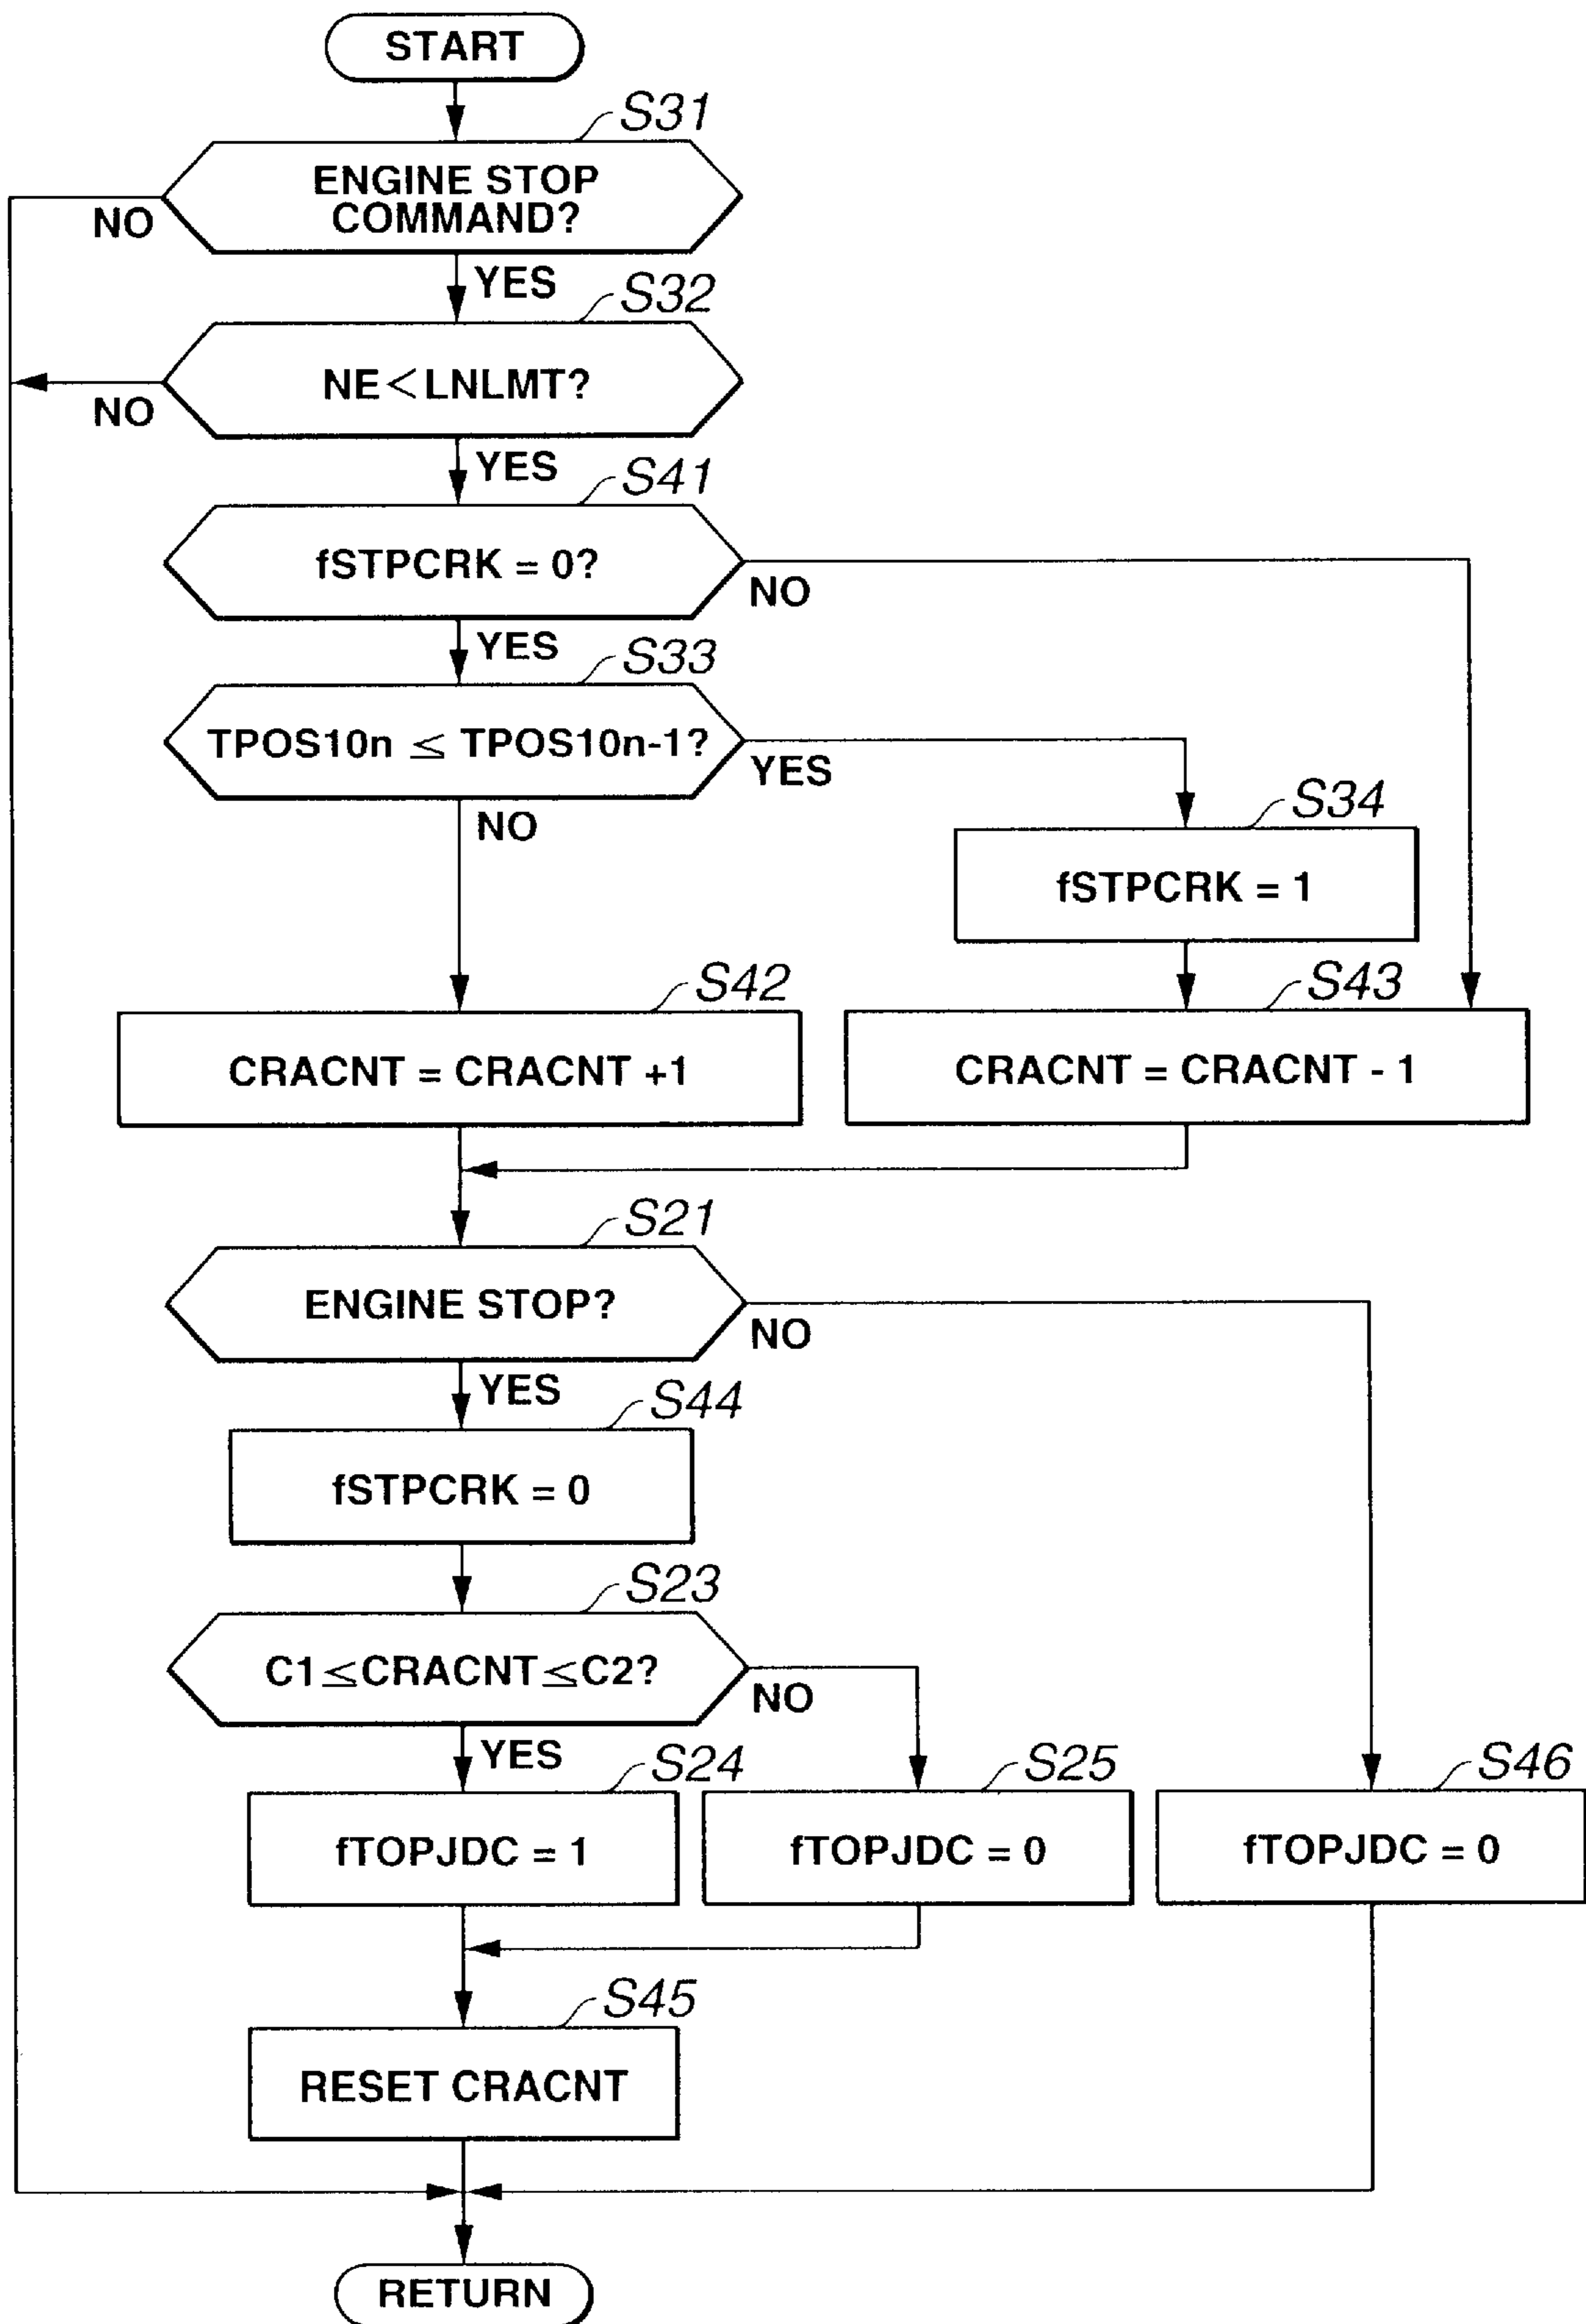 START
S31
ENGINE STOP
COMMAND?
NO
YES
S32
NE<LNLMT?
NO
YES
S41
fSTPCRK = 0?
NO
YES
S33
TPOS10n ≤ TPOS10n-1?
YES
NO
S34
fSTPCRK = 1
S42
S43
CRACNT = CRACNT +1
CRACNT = CRACNT - 1
S21
ENGINE STOP?
NO
YES
S44
fSTPCRK = 0
S23
C1≤CRACNT≤C2?
NO
YES
S24
S25
S46
fTOPJDC = 1
fTOPJDC = 0
fTOPJDC = 0
S45
RESET CRACNT
RETURN